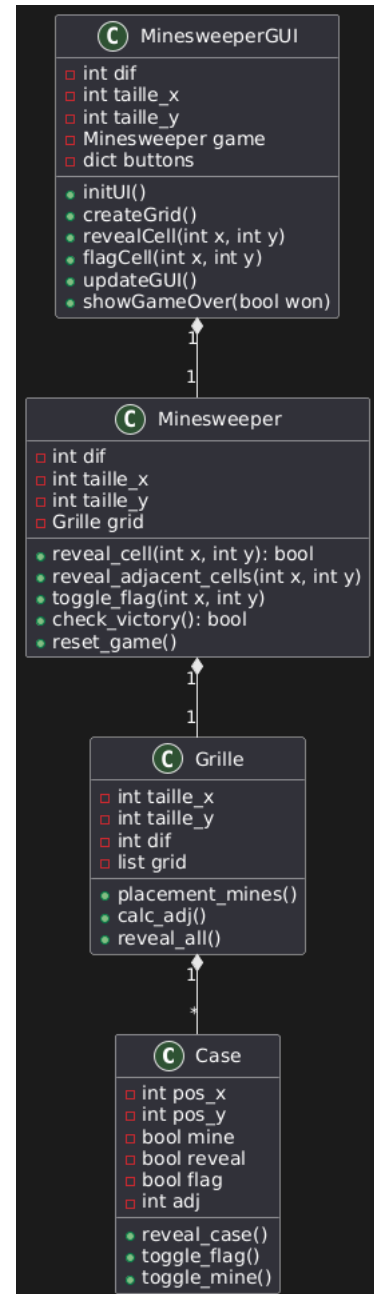 C MinesweeperGUI
int dif
int taille_x
int taille_y
Minesweeper game
dict buttons
initUI()
createGrid()
revealCell(int x, int y)
flagCell(int x, int y)
updateGUI()
showGameOver(bool won)
1
1
C Minesweeper
int dif
int taille_x
int taille_y
Grille grid
reveal_cell(int x, int y): bool
reveal_adjacent_cells(int x, int y)
toggle_flag(int x, int y)
check_victory(): bool
reset_game()
1
1
C Grille
int taille_x
int taille_y
int dif
list grid
placement_mines()
calc_adj()
reveal_all()
1
*
C Case
int pos_x
int pos_y
bool mine
bool reveal
bool flag
int adj
reveal_case()
toggle_flag()
toggle_mine()